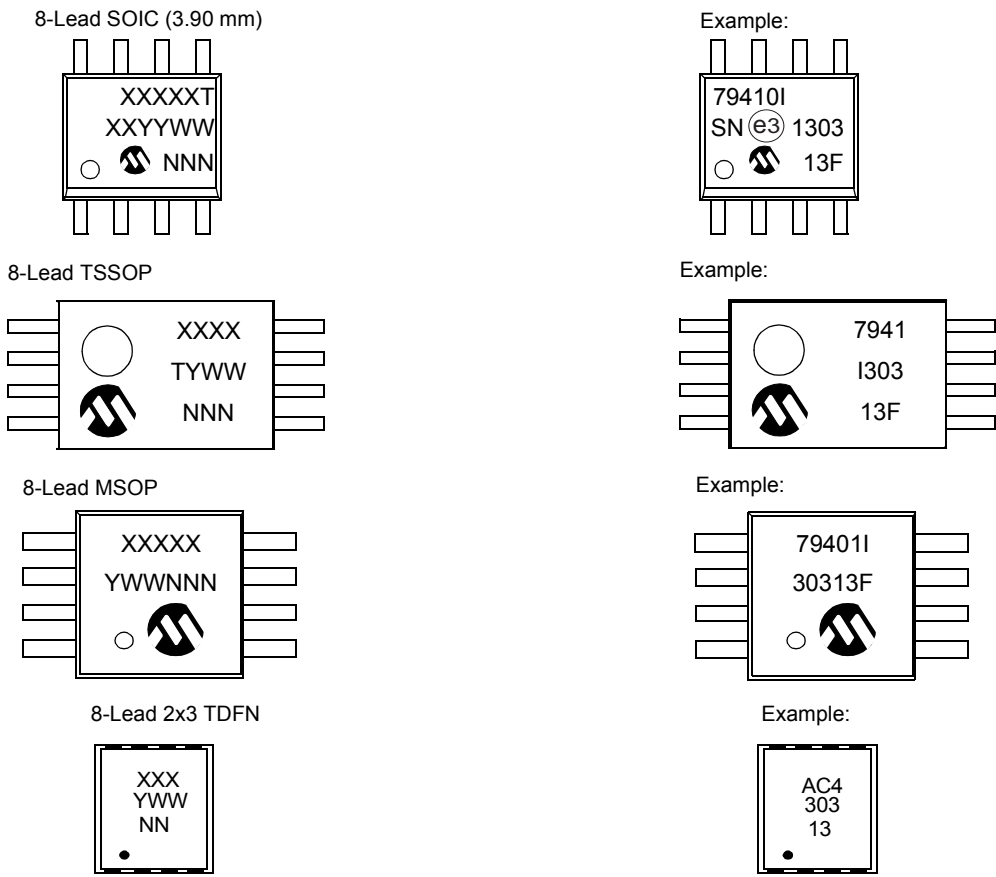 8-Lead SOIC (3.90 mm)
XXXXXT
XXYYWW
NNN
Example:
79410I
SN e3 1303
13F
8-Lead TSSOP
XXXX
TYWW
NNN
Example:
7941
I303
13F
8-Lead MSOP
XXXXX
YWWNNN
Example:
79401I
30313F
8-Lead 2x3 TDFN
XXX
YWW
NN
Example:
AC4
303
13